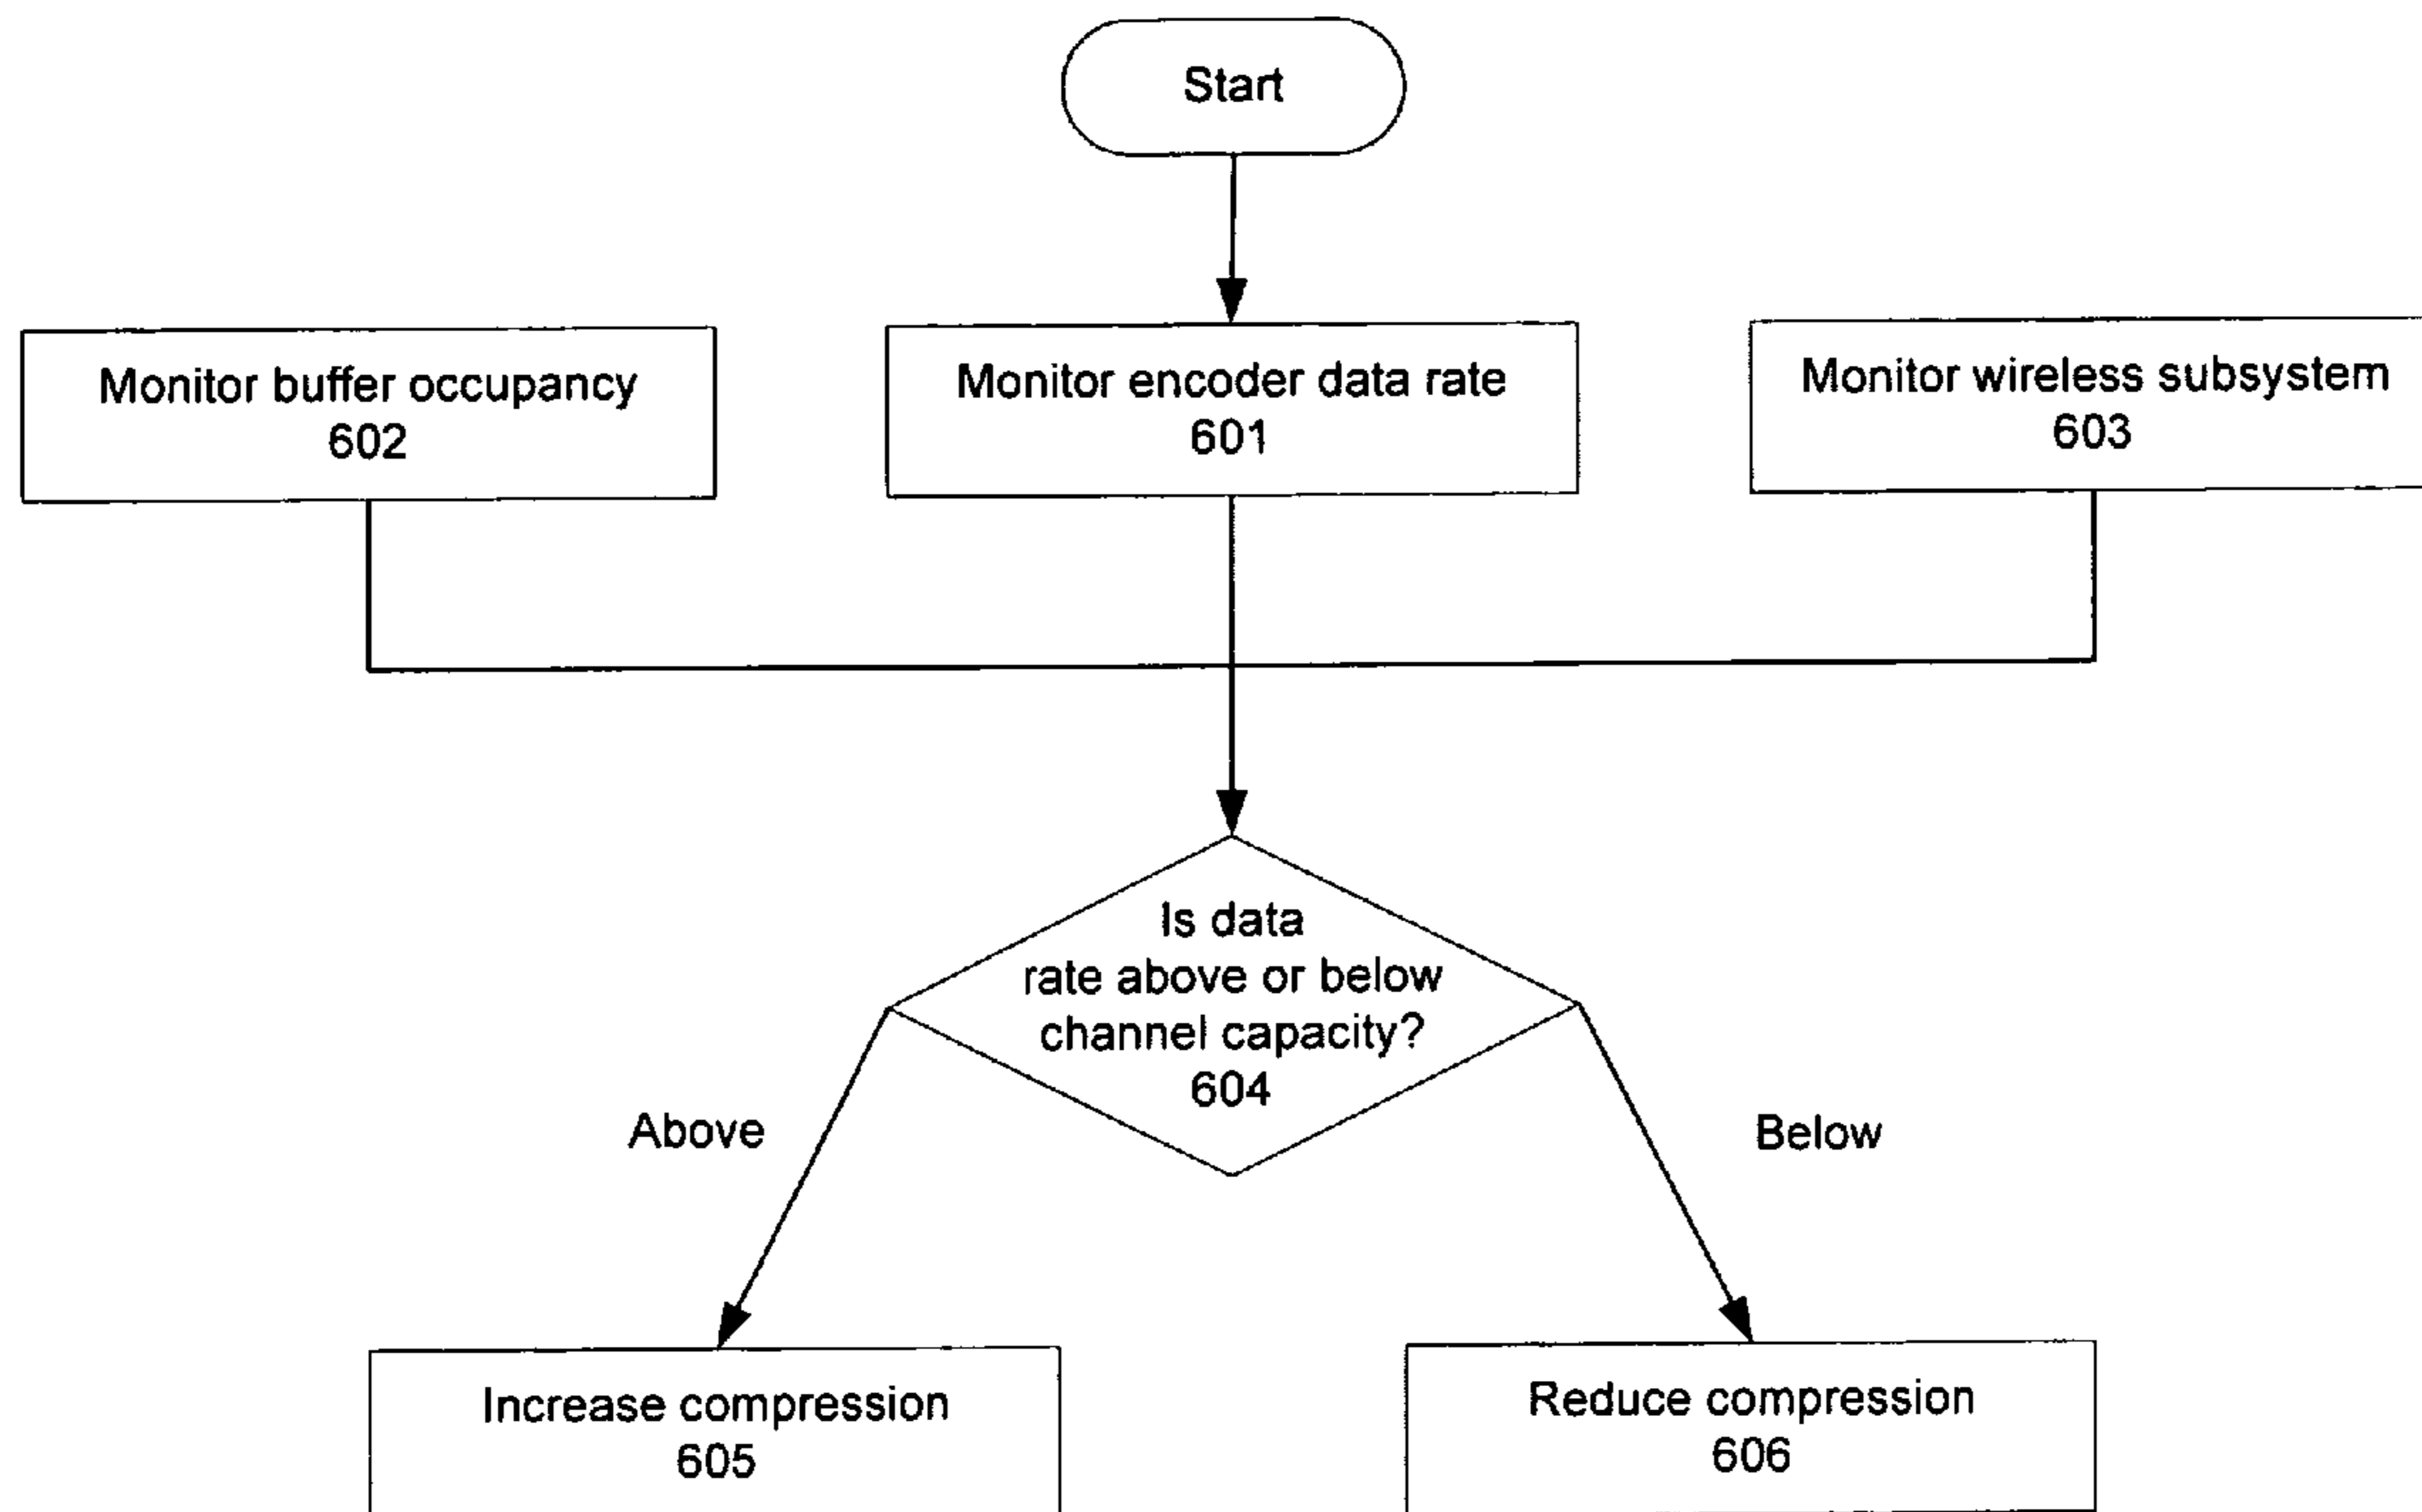 Start
Monitor buffer occupancy
602
Monitor encoder data rate
601
Monitor wireless subsystem
603
Is data
rate above or below
channel capacity?
604
Above
Below
Increase compression
605
Reduce compression
606